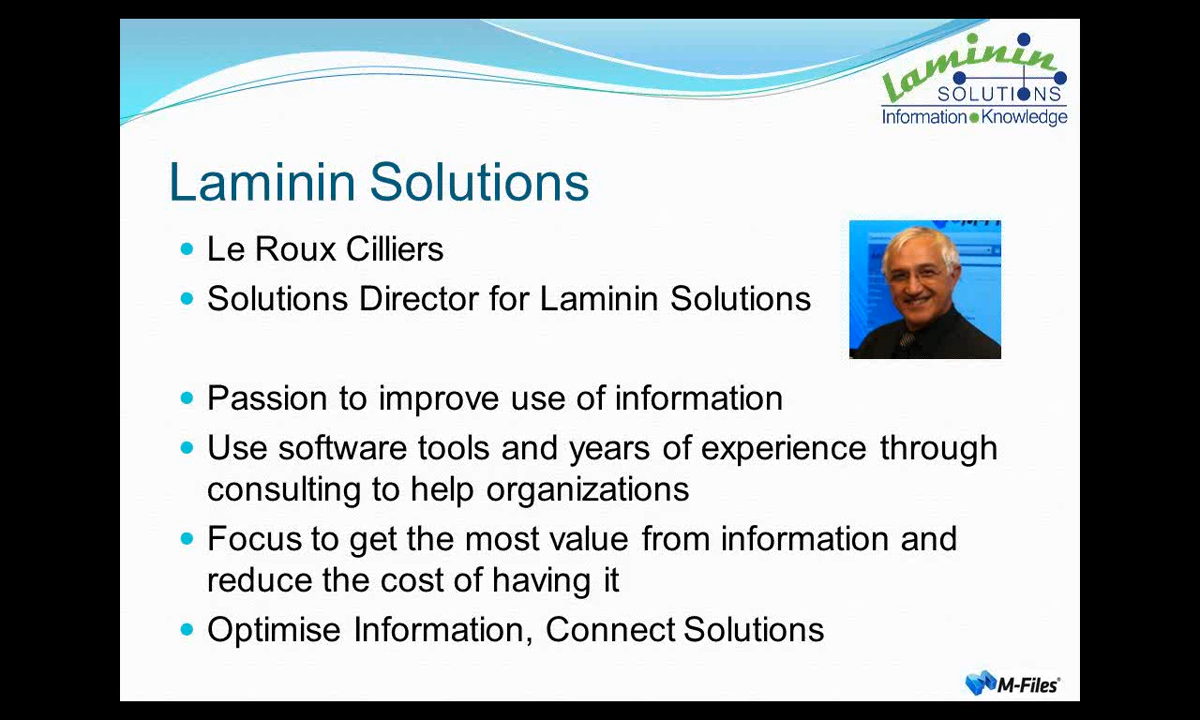 Laminin
SOLUTIONS
Information Knowledge
Laminin Solutions
Le Roux Cilliers
Solutions Director for Laminin Solutions
Passion to improve use of information
Use software tools and years of experience through
consulting to help organizations
Focus to get the most value from information and
reduce the cost of having it
Optimise Information, Connect Solutions
M-Files®